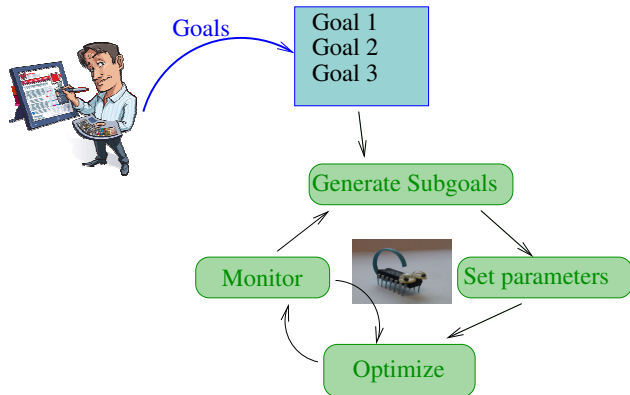 Goals
Goal 1
Goal 2
Goal 3
Generate Subgoals
Monitor
Set parameters
Optimize